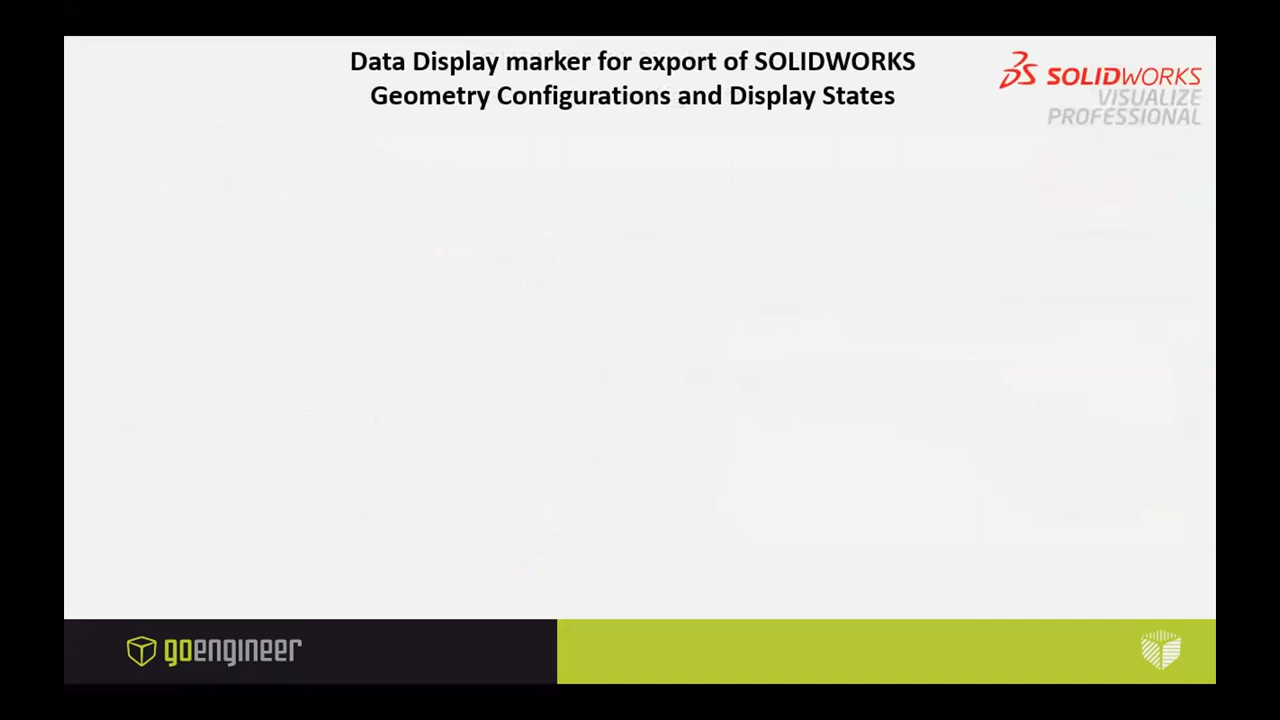 Data Display marker for export of SOLIDWORKS
Geometry Configurations and Display States
SOLIDWORKS
VISUALIZE
PROFESSIONAL
goengineer